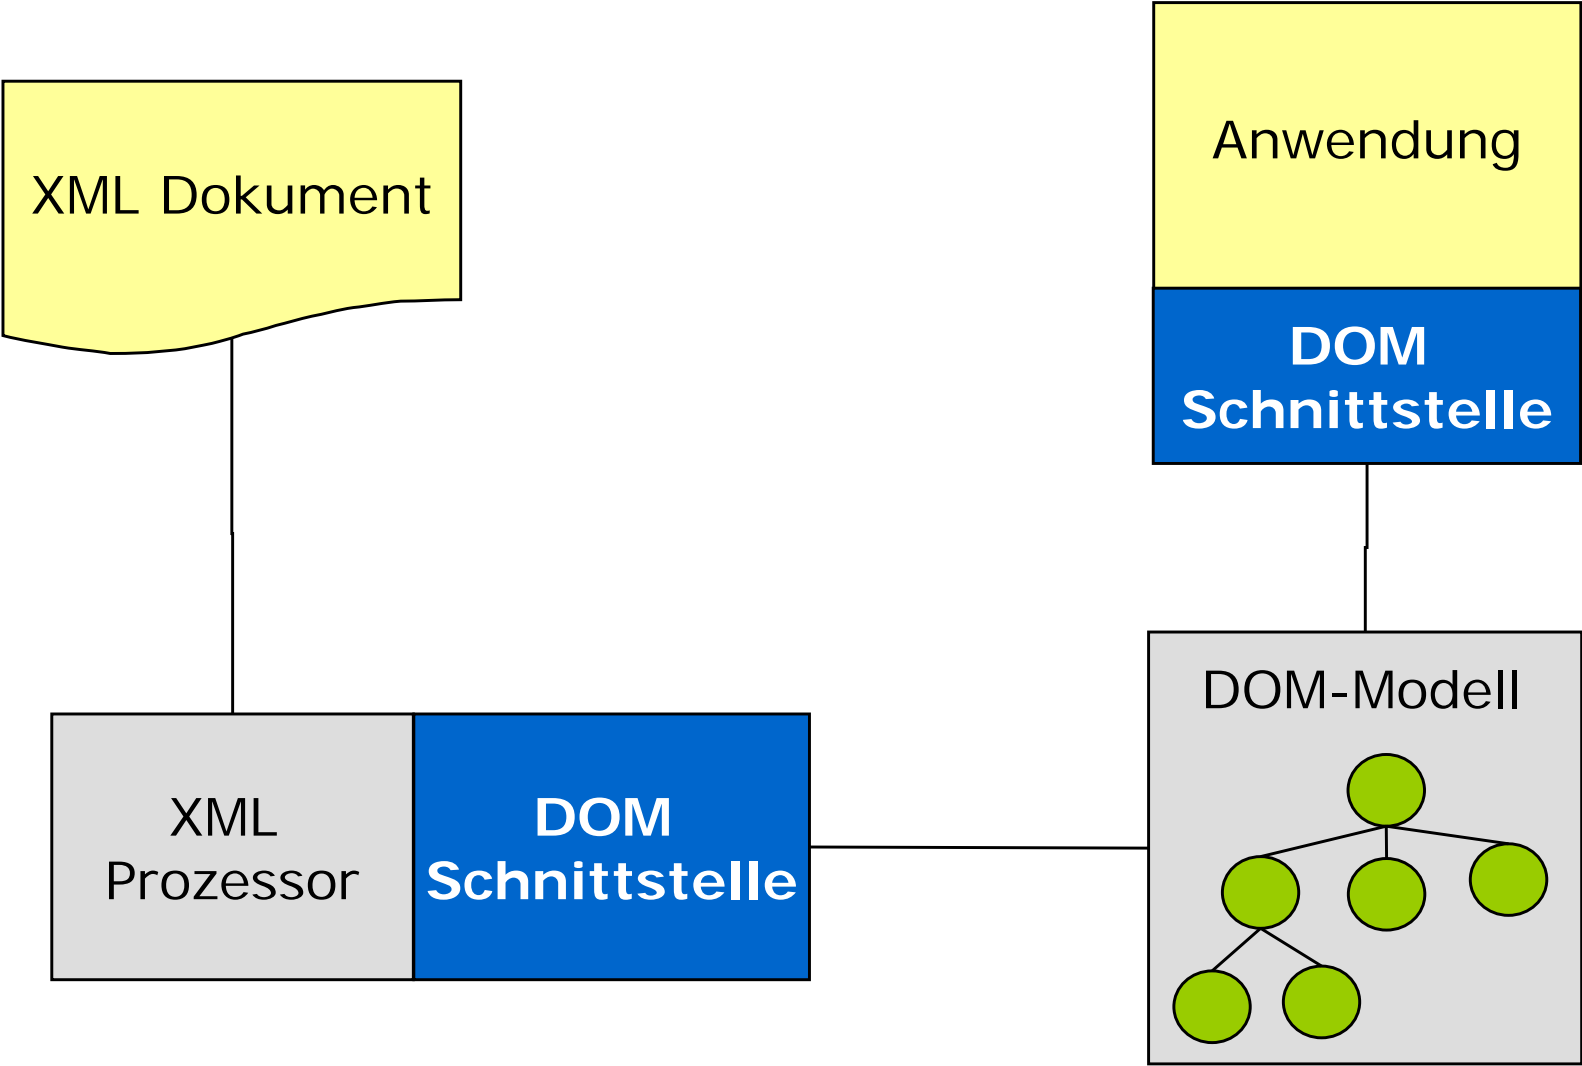 XML Dokument
Anwendung
DOM
Schnittstelle
XML
Prozessor
DOM
Schnittstelle
DOM-Modell